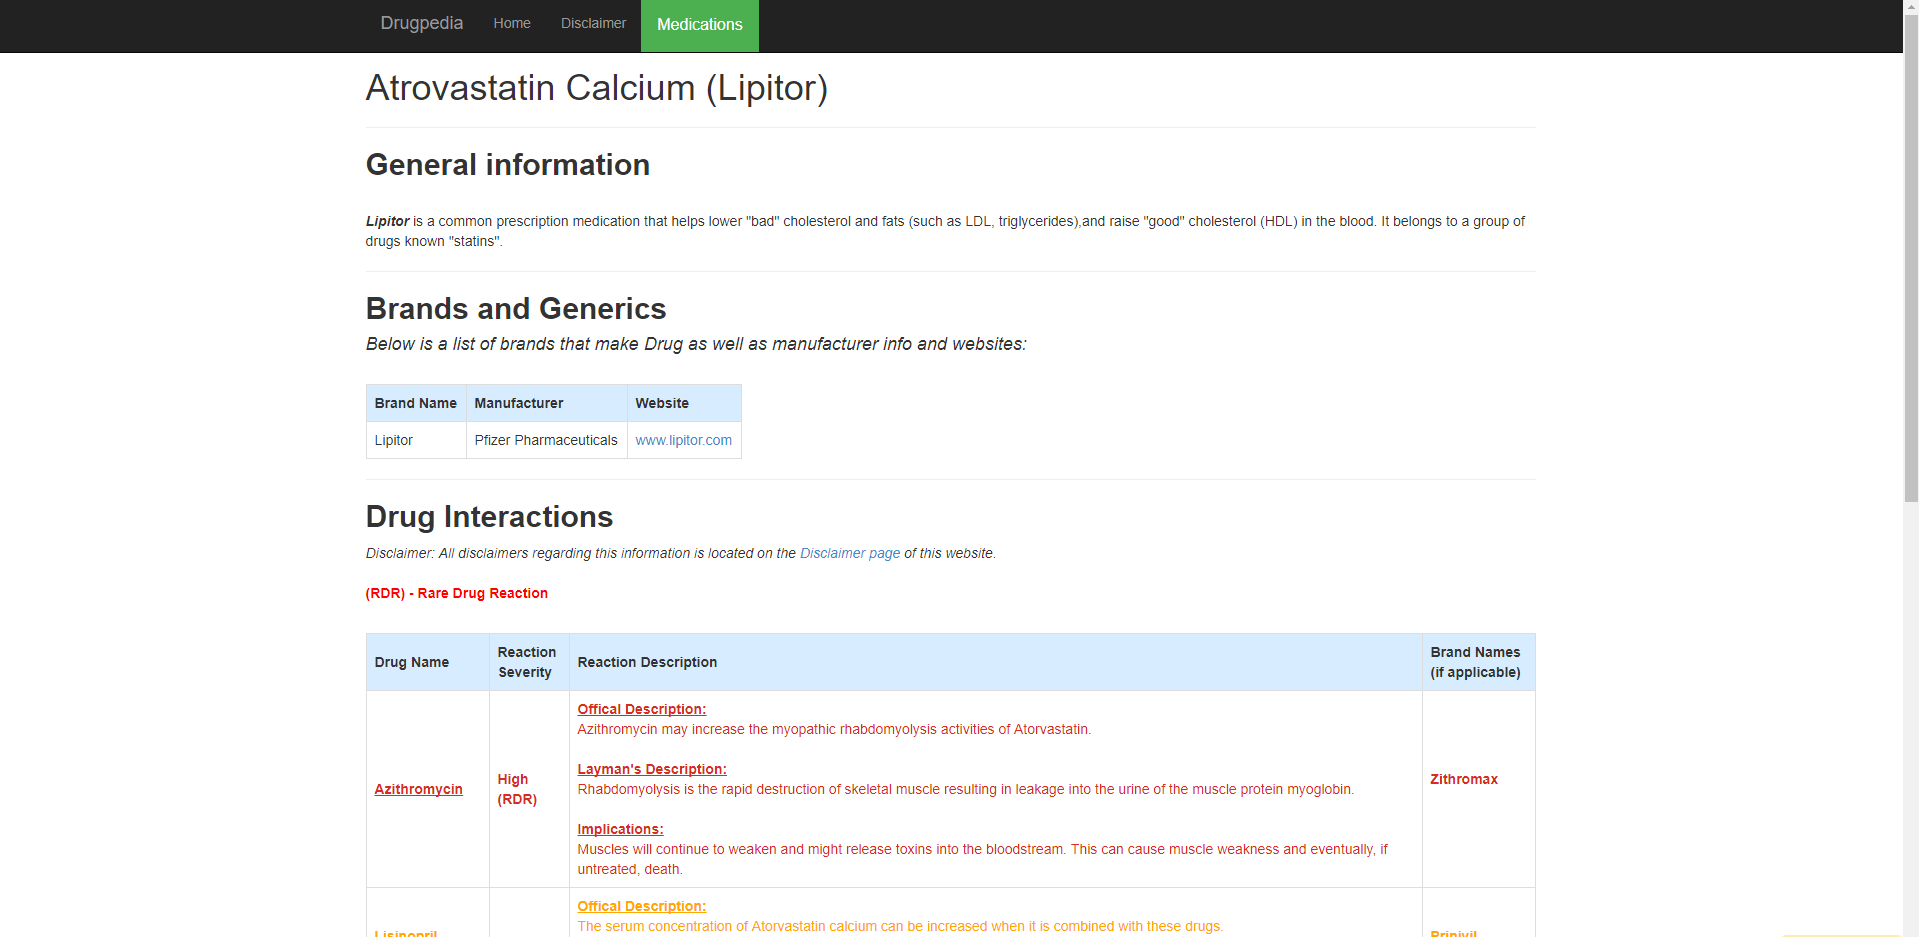 Drugpedia Home Disclaimer Medications
Atrovastatin Calcium (Lipitor)
General information
Lipitor is a common prescription medication that helps lower "bad" cholesterol and fats (such as LDL, triglycerides),and raise "good" cholesterol (HDL) in the blood. It belongs to a group of
drugs known "statins".
Brands and Generics
Below is a list of brands that make Drug as well as manufacturer info and websites:
Brand Name Manufacturer Website
Lipitor Pfizer Pharmaceuticals www.lipitor.com
Drug Interactions
Disclaimer: All disclaimers regarding this information is located on the Disclaimer page of this website.
(RDR) - Rare Drug Reaction
Drug Name
Reaction
Severity
Reaction Description
Brand Names
(if applicable)
Azithromycin
High
(RDR)
Offical Description:
Azithromycin may increase the myopathic rhabdomyolysis activities of Atorvastatin.
Layman's Description:
Rhabdomyolysis is the rapid destruction of skeletal muscle resulting in leakage into the urine of the muscle protein myoglobin.
Implications:
Muscles will continue to weaken and might release toxins into the bloodstream. This can cause muscle weakness and eventually, if
untreated, death.
Zithromax
Lisinopril
Offical Description:
The serum concentration of Atorvastatin calcium can be increased when it is combined with these drugs.
Prinivil